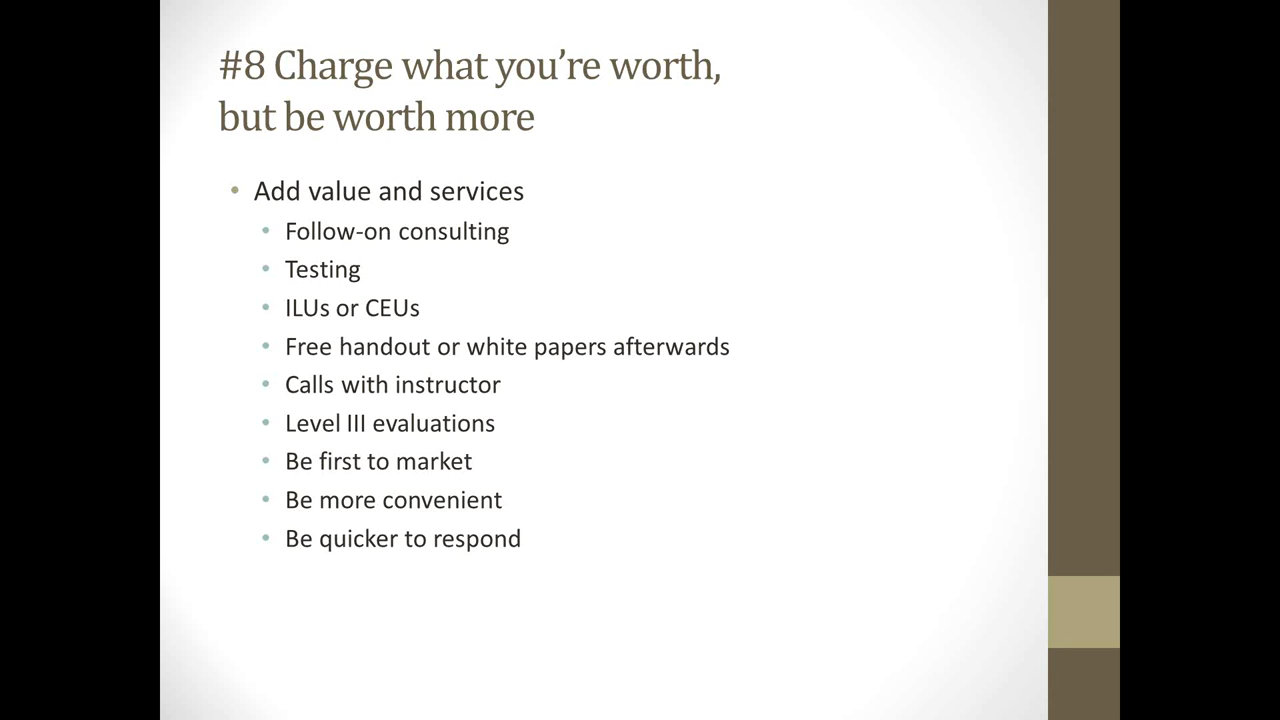 #8 Charge what you’re worth,
but be worth more
• Add value and services
• Follow-on consulting
• Testing
• ILUs or CEUs
• Free handout or white papers afterwards
• Calls with instructor
• Level III evaluations
• Be first to market
• Be more convenient
• Be quicker to respond